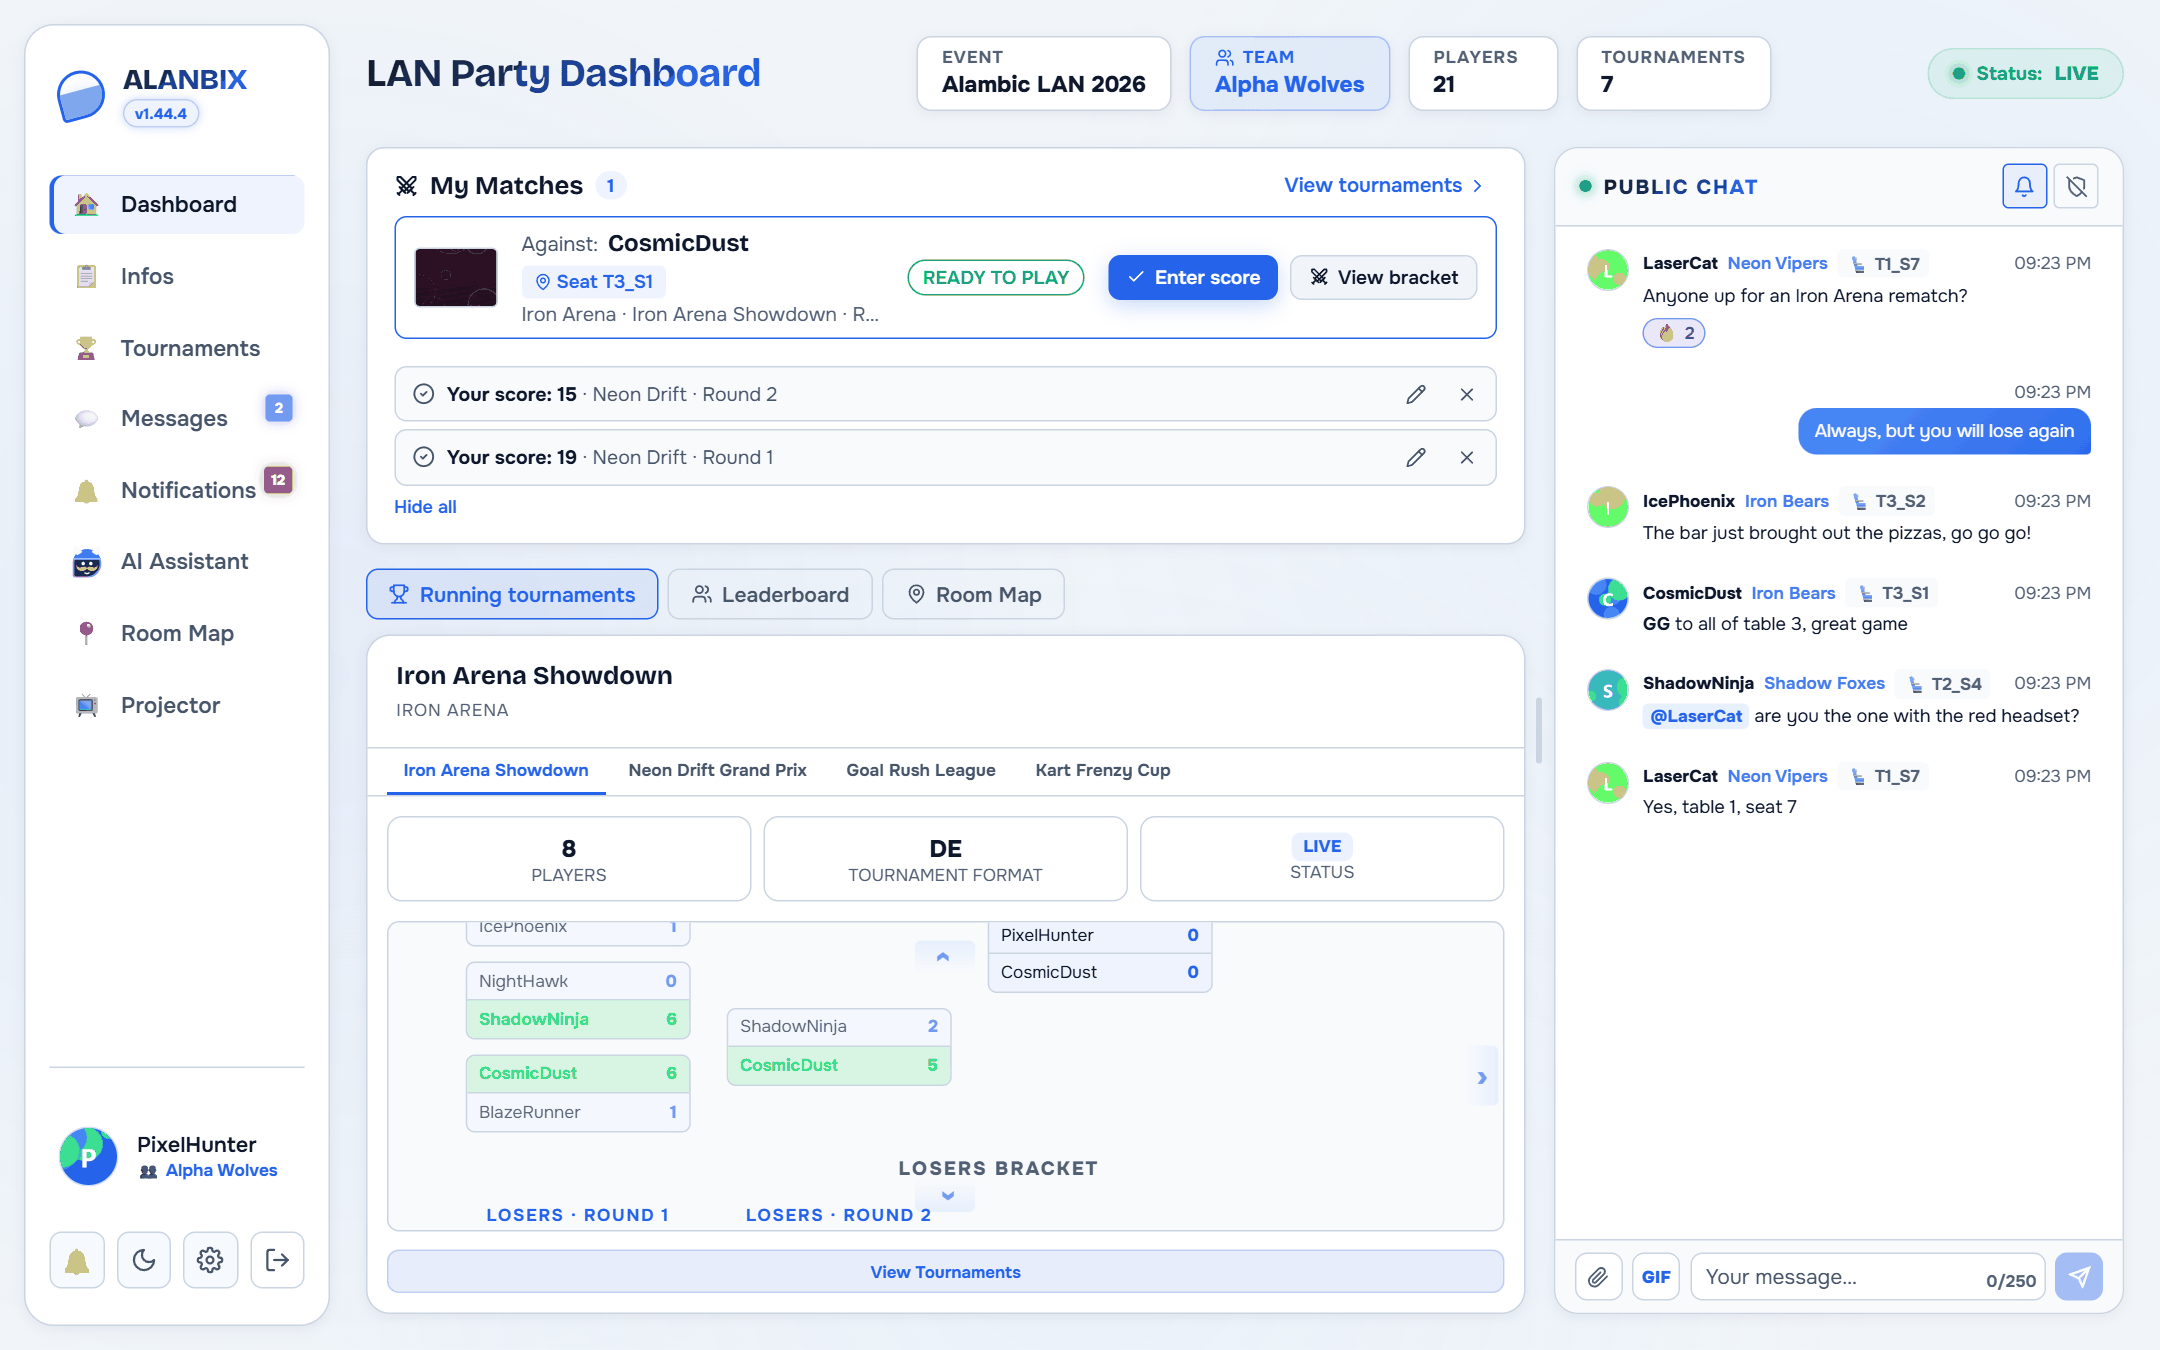 ALANBIX
v1.44.4
Dashboard
Infos
Tournaments
Messages
2
Notifications
12
AI Assistant
Room Map
Projector
P
PixelHunter
Alpha Wolves
LAN Party Dashboard
EVENT
Alambic LAN 2026
TEAM
Alpha Wolves
PLAYERS
21
TOURNAMENTS
7
Status: LIVE
My Matches 1
View tournaments
Against: CosmicDust
Seat T3_S1
Iron Arena · Iron Arena Showdown · R...
READY TO PLAY
Enter score
View bracket
Your score: 15 · Neon Drift · Round 2
Your score: 19 · Neon Drift · Round 1
Hide all
Running tournaments
Leaderboard
Room Map
Iron Arena Showdown
IRON ARENA
Iron Arena Showdown
Neon Drift Grand Prix
Goal Rush League
Kart Frenzy Cup
8
PLAYERS
DE
TOURNAMENT FORMAT
LIVE
STATUS
IcePhoenix 1
NightHawk 0
ShadowNinja 6
CosmicDust 6
BlazeRunner 1
ShadowNinja 2
CosmicDust 5
PixelHunter 0
CosmicDust 0
LOSERS BRACKET
LOSERS · ROUND 1
LOSERS · ROUND 2
View Tournaments
PUBLIC CHAT
L
LaserCat Neon Vipers T1_S7 09:23 PM
Anyone up for an Iron Arena rematch?
2
09:23 PM
Always, but you will lose again
I
IcePhoenix Iron Bears T3_S2 09:23 PM
The bar just brought out the pizzas, go go go!
C
CosmicDust Iron Bears T3_S1 09:23 PM
GG to all of table 3, great game
S
ShadowNinja Shadow Foxes T2_S4 09:23 PM
@LaserCat are you the one with the red headset?
L
LaserCat Neon Vipers T1_S7 09:23 PM
Yes, table 1, seat 7
GIF
Your message...
0/250